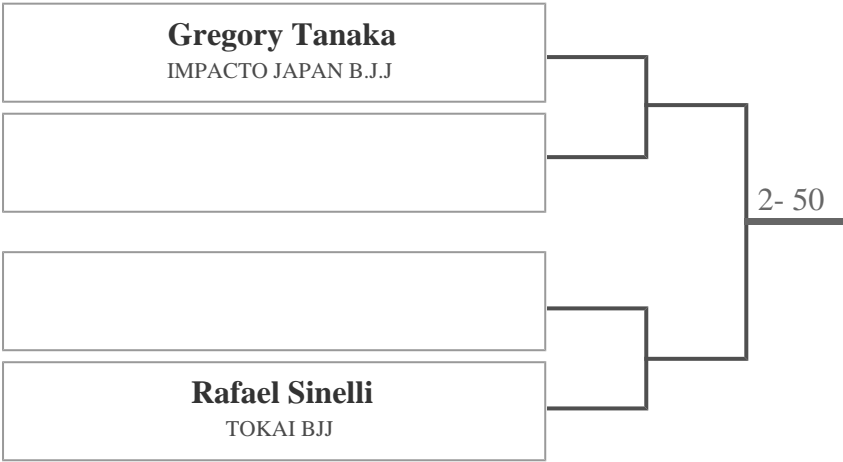 Gregory Tanaka
IMPACTO JAPAN B.J.J
2- 50
Rafael Sinelli
TOKAI BJJ